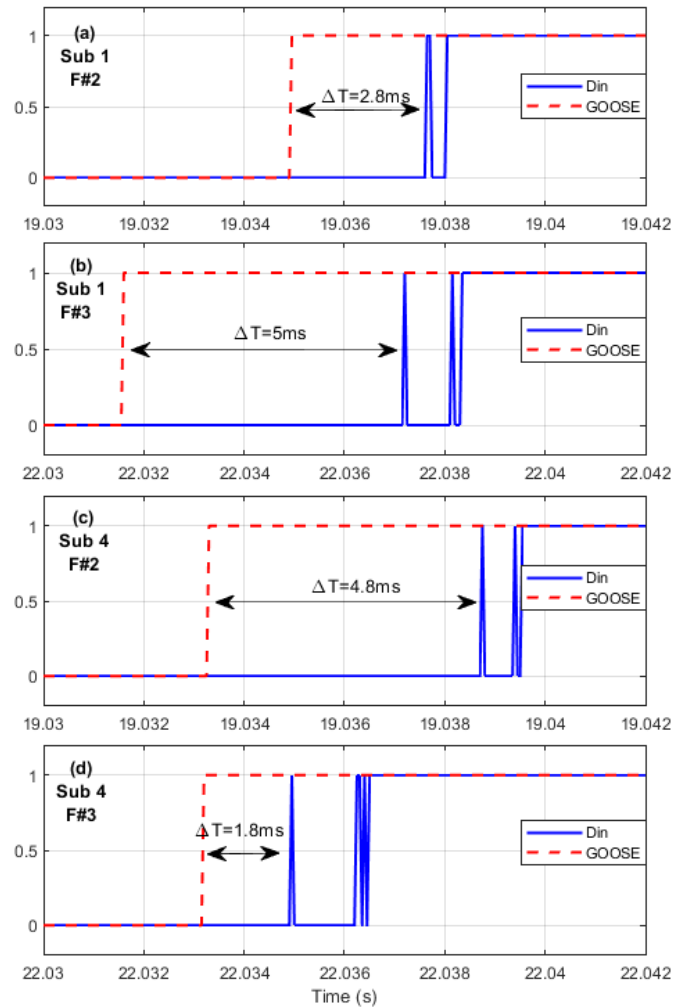 (a)
Sub 1
F#2
1
0.5
0
Δ T=2.8ms
Din
GOOSE
19.03 19.032 19.034 19.036 19.038 19.04 19.042
(b)
Sub 1
F#3
1
0.5
0
Δ T=5ms
Din
GOOSE
22.03 22.032 22.034 22.036 22.038 22.04 22.042
(c)
Sub 4
F#2
1
0.5
0
Δ T=4.8ms
Din
GOOSE
19.03 19.032 19.034 19.036 19.038 19.04 19.042
(d)
Sub 4
F#3
1
0.5
0
Δ T=1.8ms
Din
GOOSE
22.03 22.032 22.034 22.036 22.038 22.04 22.042
Time (s)